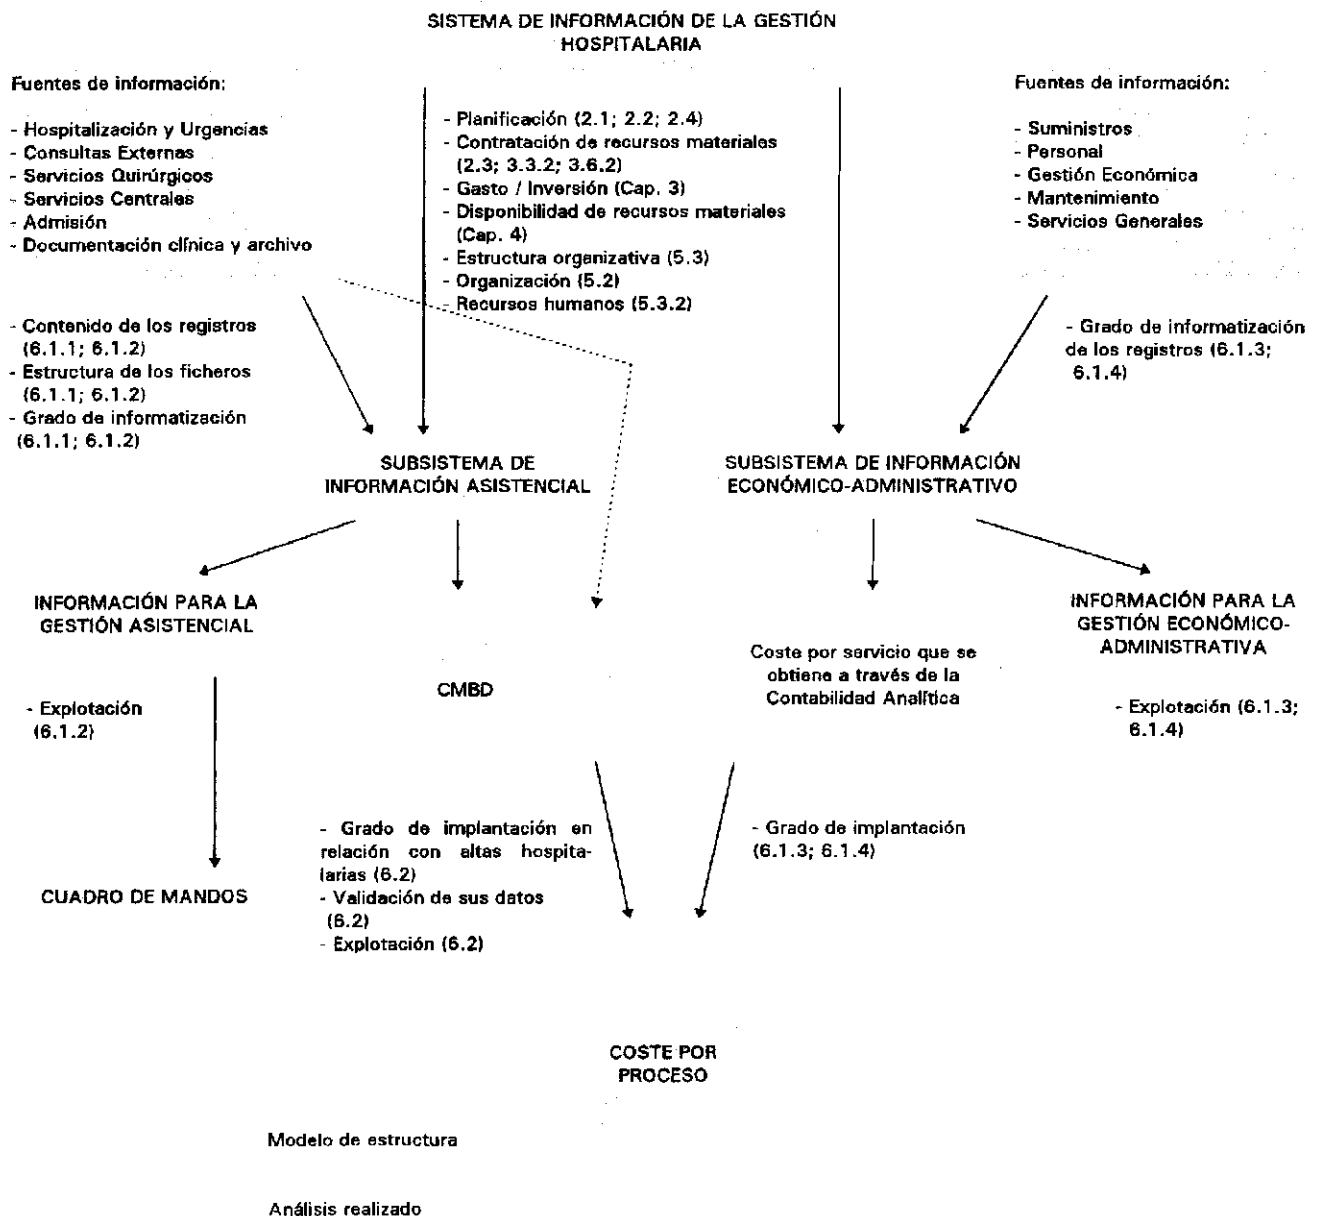 SISTEMA DE INFORMACIÓN DE LA GESTIÓN
HOSPITALARIA
Fuentes de información:
- Hospitalización y Urgencias
- Consultas Externas
- Servicios Quirúrgicos
- Servicios Centrales
- Admisión
- Documentación clínica y archivo
- Planificación (2.1; 2.2; 2.4)
- Contratación de recursos materiales
(2.3; 3.3.2; 3.6.2)
- Gasto / Inversión (Cap. 3)
- Disponibilidad de recursos materiales
(Cap. 4)
- Estructura organizativa (5.3)
- Organización (5.2)
- Recursos humanos (5.3.2)
Fuentes de información:
- Suministros
- Personal
- Gestión Económica
- Mantenimiento
- Servicios Generales
- Contenido de los registros
(6.1.1; 6.1.2)
- Estructura de los ficheros
(6.1.1; 6.1.2)
- Grado de informatización
(6.1.1; 6.1.2)
- Grado de informatización
de los registros (6.1.3;
6.1.4)
SUBSISTEMA DE
INFORMACIÓN ASISTENCIAL
SUBSISTEMA DE INFORMACIÓN
ECONÓMICO-ADMINISTRATIVO
INFORMACIÓN PARA LA
GESTIÓN ASISTENCIAL
CMBD
Coste por servicio que se
obtiene a través de la
Contabilidad Analítica
INFORMACIÓN PARA LA
GESTIÓN ECONÓMICO-
ADMINISTRATIVA
- Explotación
(6.1.2)
- Explotación (6.1.3;
6.1.4)
- Grado de implantación en
relación con altas hospita-
larias (6.2)
- Validación de sus datos
(6.2)
- Explotación (6.2)
- Grado de implantación
(6.1.3; 6.1.4)
CUADRO DE MANDOS
COSTE POR
PROCESO
Modelo de estructura
Análisis realizado